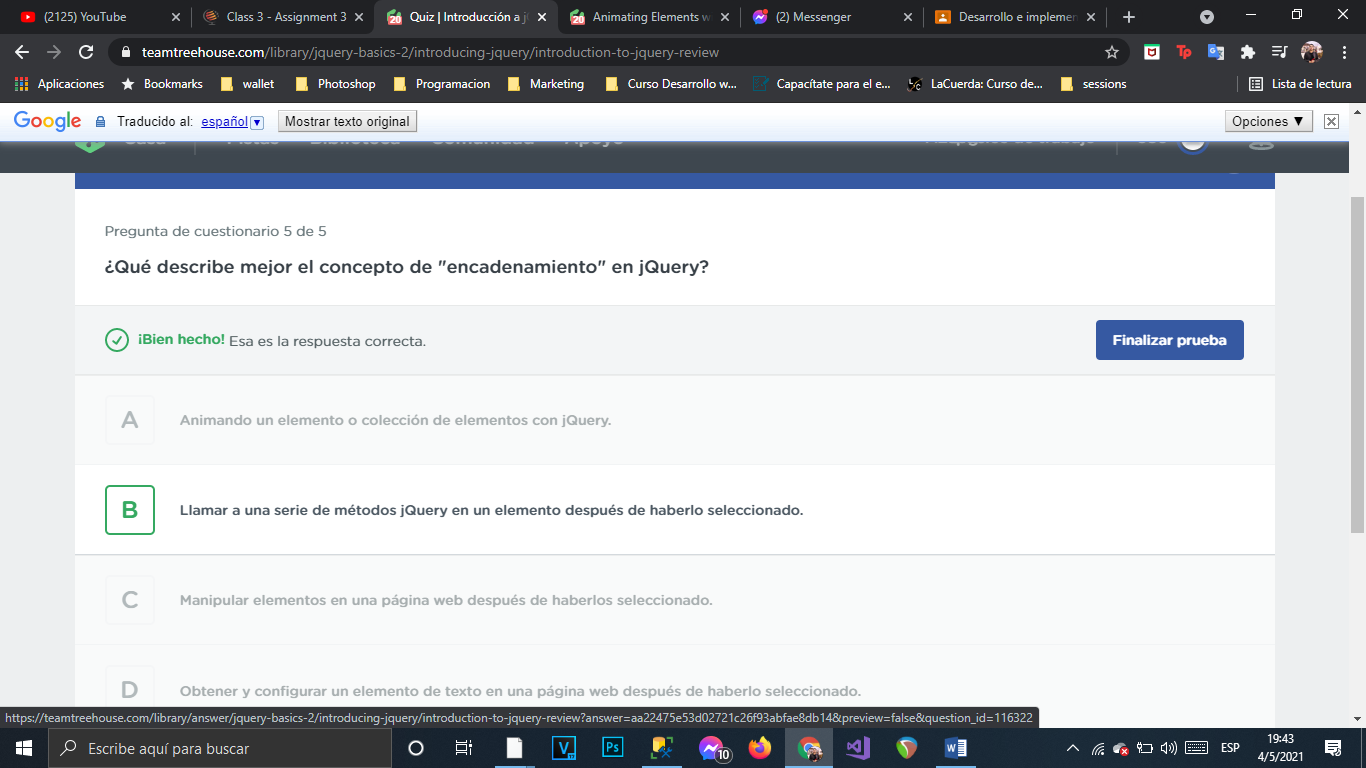 (2125) YouTube
Class 3 - Assignment 3
Quiz | Introducción a j
Animating Elements w
(2) Messenger
Desarrollo e implemen
teamtreehouse.com/library/jquery-basics-2/introducing-jquery/introduction-to-jquery-review
Aplicaciones
Bookmarks
wallet
Photoshop
Programacion
Marketing
Curso Desarrollo w...
Capacítate para el e...
LaCuerda: Curso de...
sessions
Lista de lectura
Google Traducido al: español Mostrar texto original
Opciones ▼
Pregunta de cuestionario 5 de 5
¿Qué describe mejor el concepto de "encadenamiento" en jQuery?
¡Bien hecho! Esa es la respuesta correcta.
Finalizar prueba
A Animando un elemento o colección de elementos con jQuery.
B Llamar a una serie de métodos jQuery en un elemento después de haberlo seleccionado.
C Manipular elementos en una página web después de haberlos seleccionado.
D Obtener y configurar un elemento de texto en una página web después de haberlo seleccionado.
https://teamtreehouse.com/library/answer/jquery-basics-2/introducing-jquery/introduction-to-jquery-review?answer=aa22475e53d02721c26f93abfae8db14&preview=false&question_id=116322
Escribe aquí para buscar
10
ESP
19:43
4/5/2021